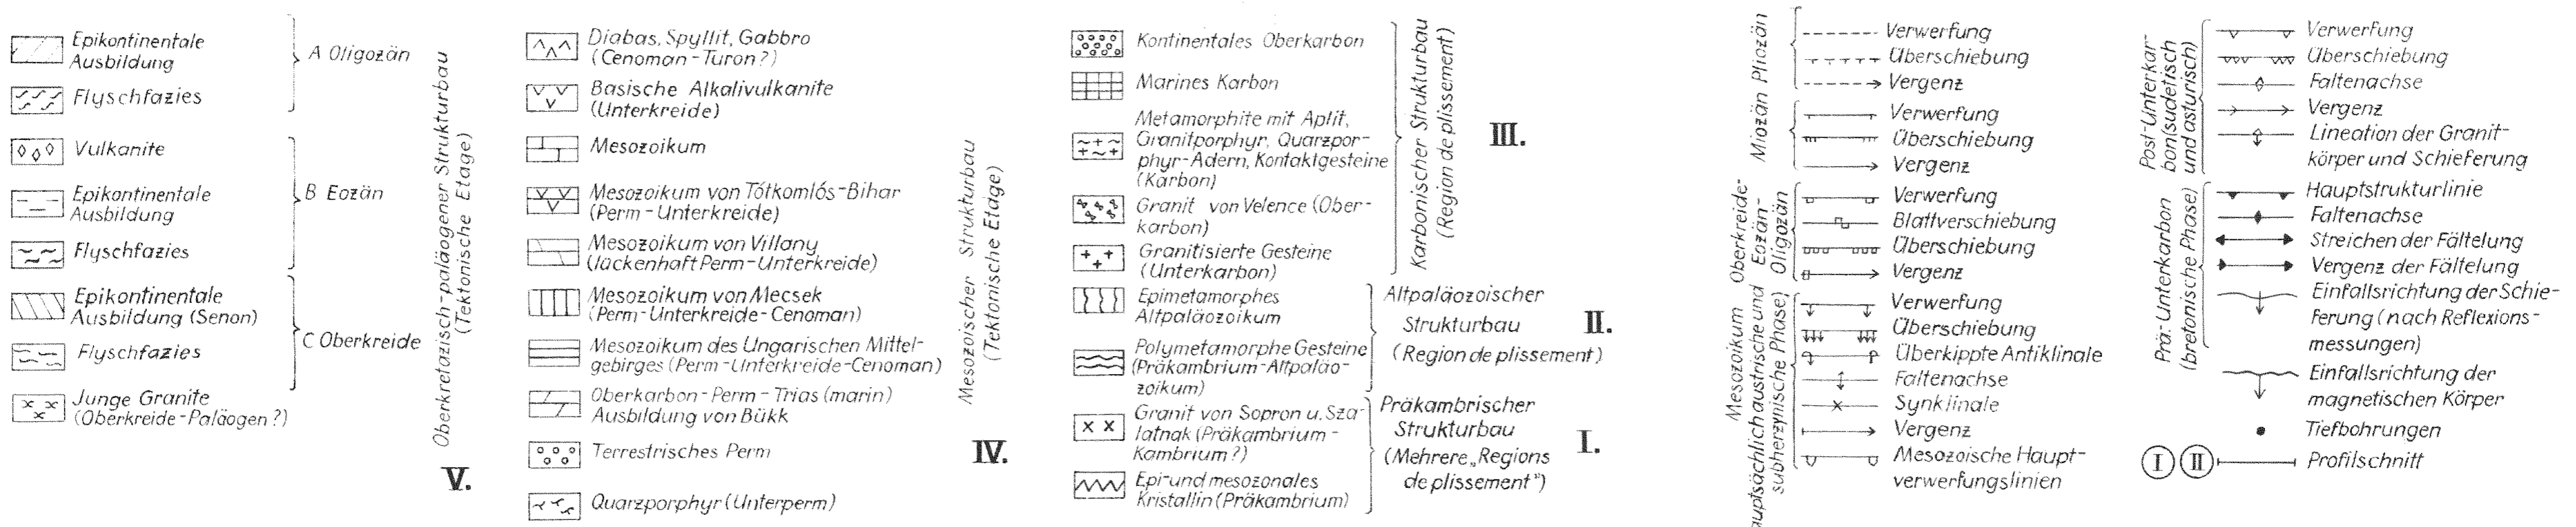 Epikontinentale
Ausbildung
Flyschfazies
A Oligozän
Vulkanite
Epikontinentale
Ausbildung
Flyschfazies
B Eozän
Epikontinentale
Ausbildung (Senon)
Flyschfazies
Junge Granite
(Oberkreide-Paläogen?)
C Oberkreide
Oberkretazisch-paläogener Strukturbau
(Tektonische Etage)
V.
Diabas, Spyllit, Gabbro
(Cenoman-Turon?)
Basische Alkalivulkanite
(Unterkreide)
Mesozoikum
Mesozoikum von Tótkomlós-Bihar
(Perm-Unterkreide)
Mesozoikum von Villany
(lückenhaft Perm-Unterkreide)
Mesozoikum von Mecsek
(Perm-Unterkreide-Cenoman)
Mesozoikum des Ungarischen Mittel-
gebirges (Perm-Unterkreide-Cenoman)
Oberkarbon-Perm-Trias (marin)
Ausbildung von Bükk
Terrestrisches Perm
Quarzporphyr (Unterperm)
Mesozoischer Strukturbau
(Tektonische Etage)
IV.
Kontinentales Oberkarbon
Marines Karbon
Metamorphite mit Aplit,
Granitporphyr, Quarzpor-
phyr-Adern, Kontaktgesteine
(Karbon)
Granit von Velence (Ober-
karbon)
Granitisierte Gesteine
(Unterkarbon)
Karbonischer Strukturbau
(Region de plissement)
III.
Epimetamorphes
Altpaläozoikum
Polymetamorphe Gesteine
(Präkambrium-Altpaläo-
zoikum)
Altpaläozoischer
Strukturbau
(Region de plissement)
II.
Granit von Sopron u. Sza-
latnak (Präkambrium-
Kambrium?)
Epi-und mesozonales
Kristallin (Präkambrium)
Präkambrischer
Strukturbau
(Mehrere „Regions
de plissement")
I.
Miozän Pliozän
Verwerfung
Überschiebung
Vergenz
Verwerfung
Überschiebung
Vergenz
Oberkreide-
Eozän-
Oligozän
Verwerfung
Blattverschiebung
Überschiebung
Vergenz
Mesozoikum
auptsächlich austrische und
subherzynische Phase)
Verwerfung
Überschiebung
Überkippte Antiklinale
Faltenachse
Synklinale
Vergenz
Mesozoische Haupt-
verwerfungslinien
Post-Unterkar-
bon (sudetisch
und asturisch)
Verwerfung
Überschiebung
Faltenachse
Vergenz
Lineation der Granit-
körper und Schieferung
Prä-Unterkarbon
(bretonische Phase)
Hauptstrukturlinie
Faltenachse
Streichen der Fältelung
Vergenz der Fältelung
Einfallsrichtung der Schie-
ferung (nach Reflexions-
messungen)
Einfallsrichtung der
magnetischen Körper
Tiefbohrungen
I II Profilschnitt